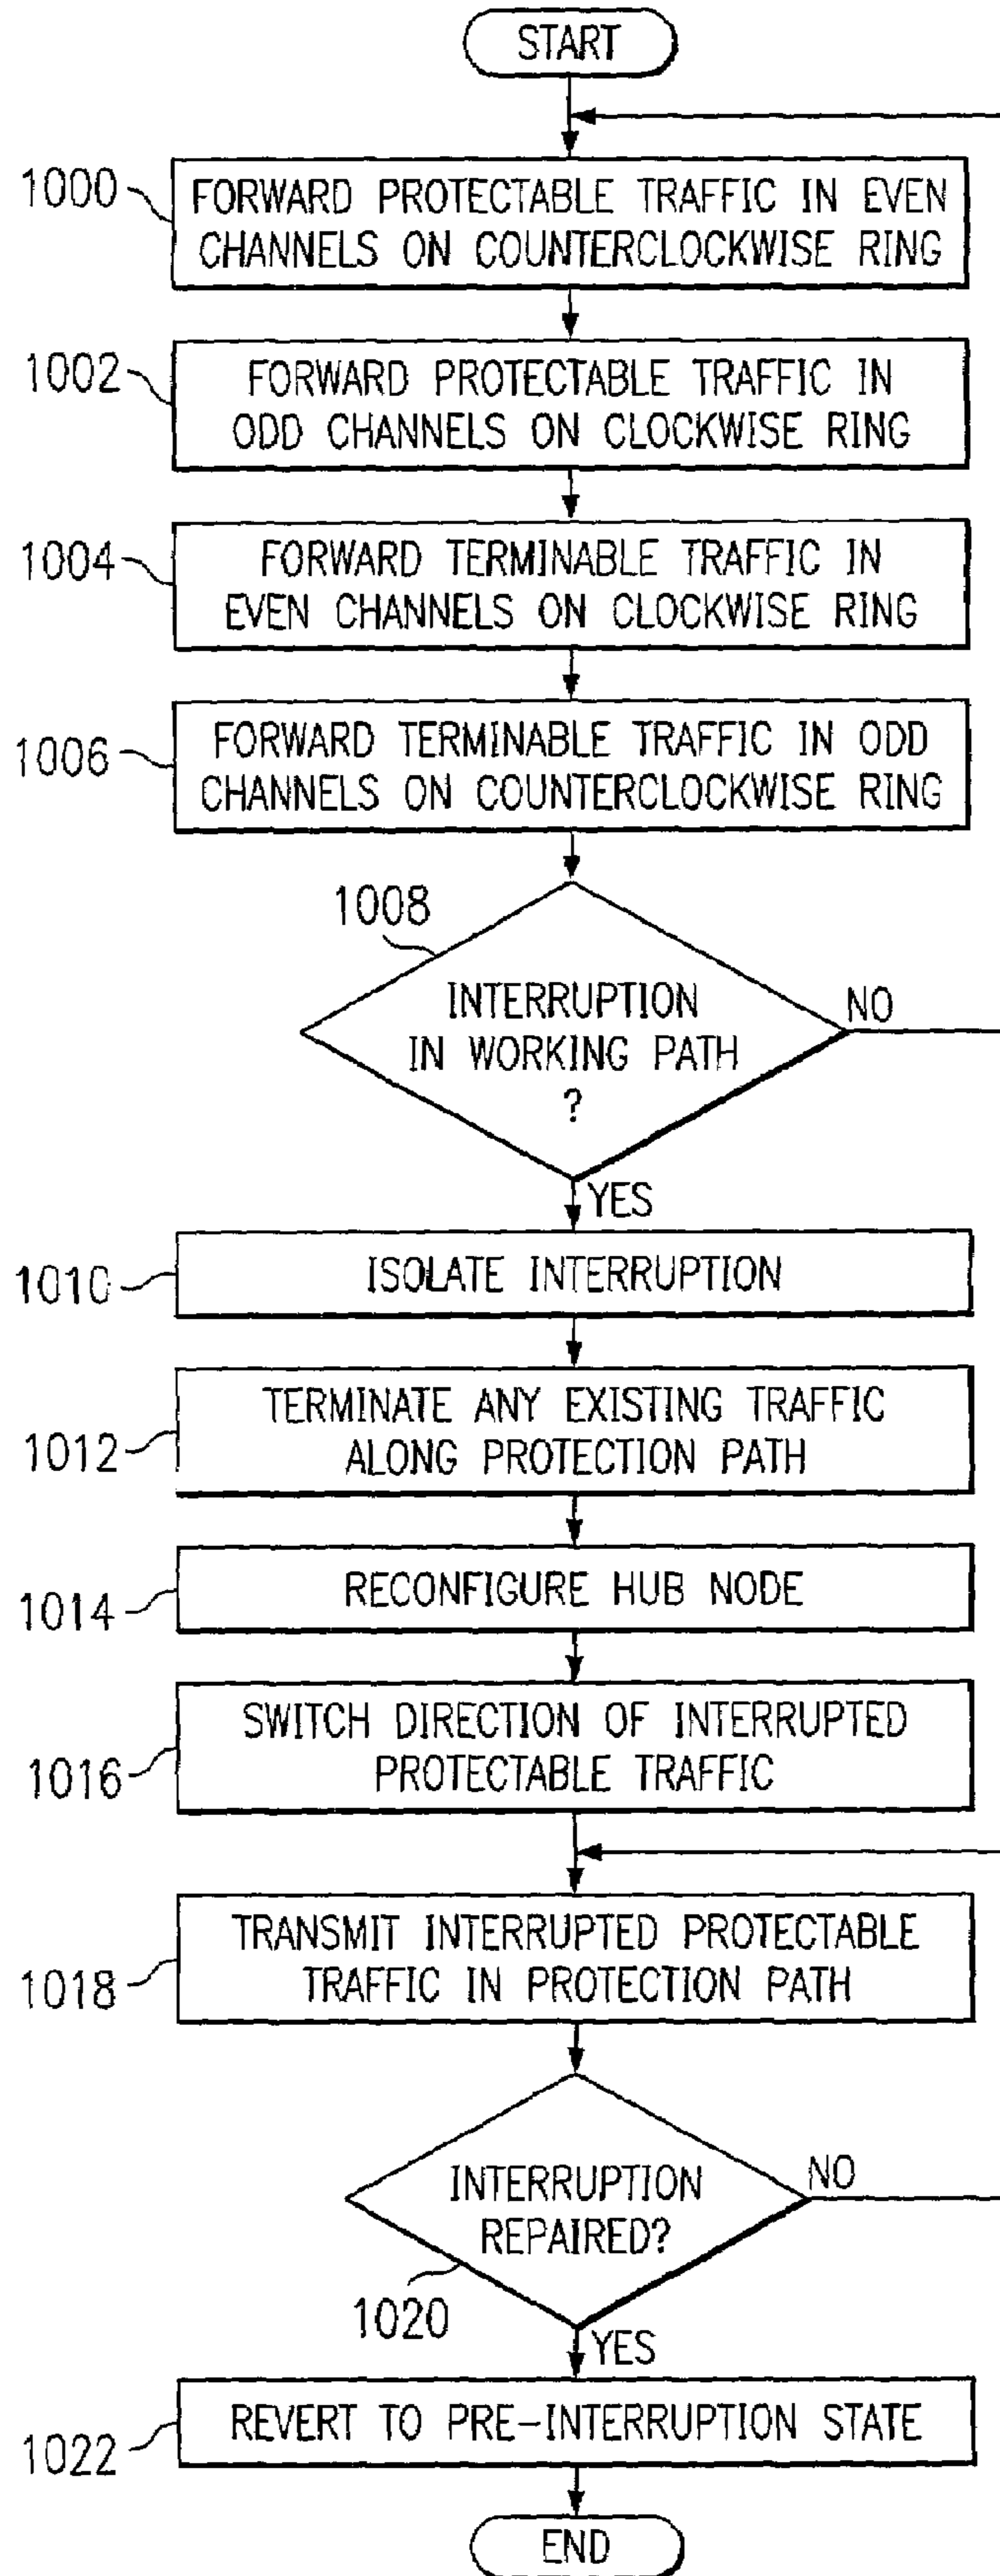 START
1000
FORWARD PROTECTABLE TRAFFIC IN EVEN
CHANNELS ON COUNTERCLOCKWISE RING
1002
FORWARD PROTECTABLE TRAFFIC IN
ODD CHANNELS ON CLOCKWISE RING
1004
FORWARD TERMINABLE TRAFFIC IN
EVEN CHANNELS ON CLOCKWISE RING
1006
FORWARD TERMINABLE TRAFFIC IN ODD
CHANNELS ON COUNTERCLOCKWISE RING
1008
INTERRUPTION
IN WORKING PATH
?
NO
YES
1010
ISOLATE INTERRUPTION
1012
TERMINATE ANY EXISTING TRAFFIC
ALONG PROTECTION PATH
1014
RECONFIGURE HUB NODE
1016
SWITCH DIRECTION OF INTERRUPTED
PROTECTABLE TRAFFIC
1018
TRANSMIT INTERRUPTED PROTECTABLE
TRAFFIC IN PROTECTION PATH
INTERRUPTION
REPAIRED?
NO
1020
YES
1022
REVERT TO PRE-INTERRUPTION STATE
END